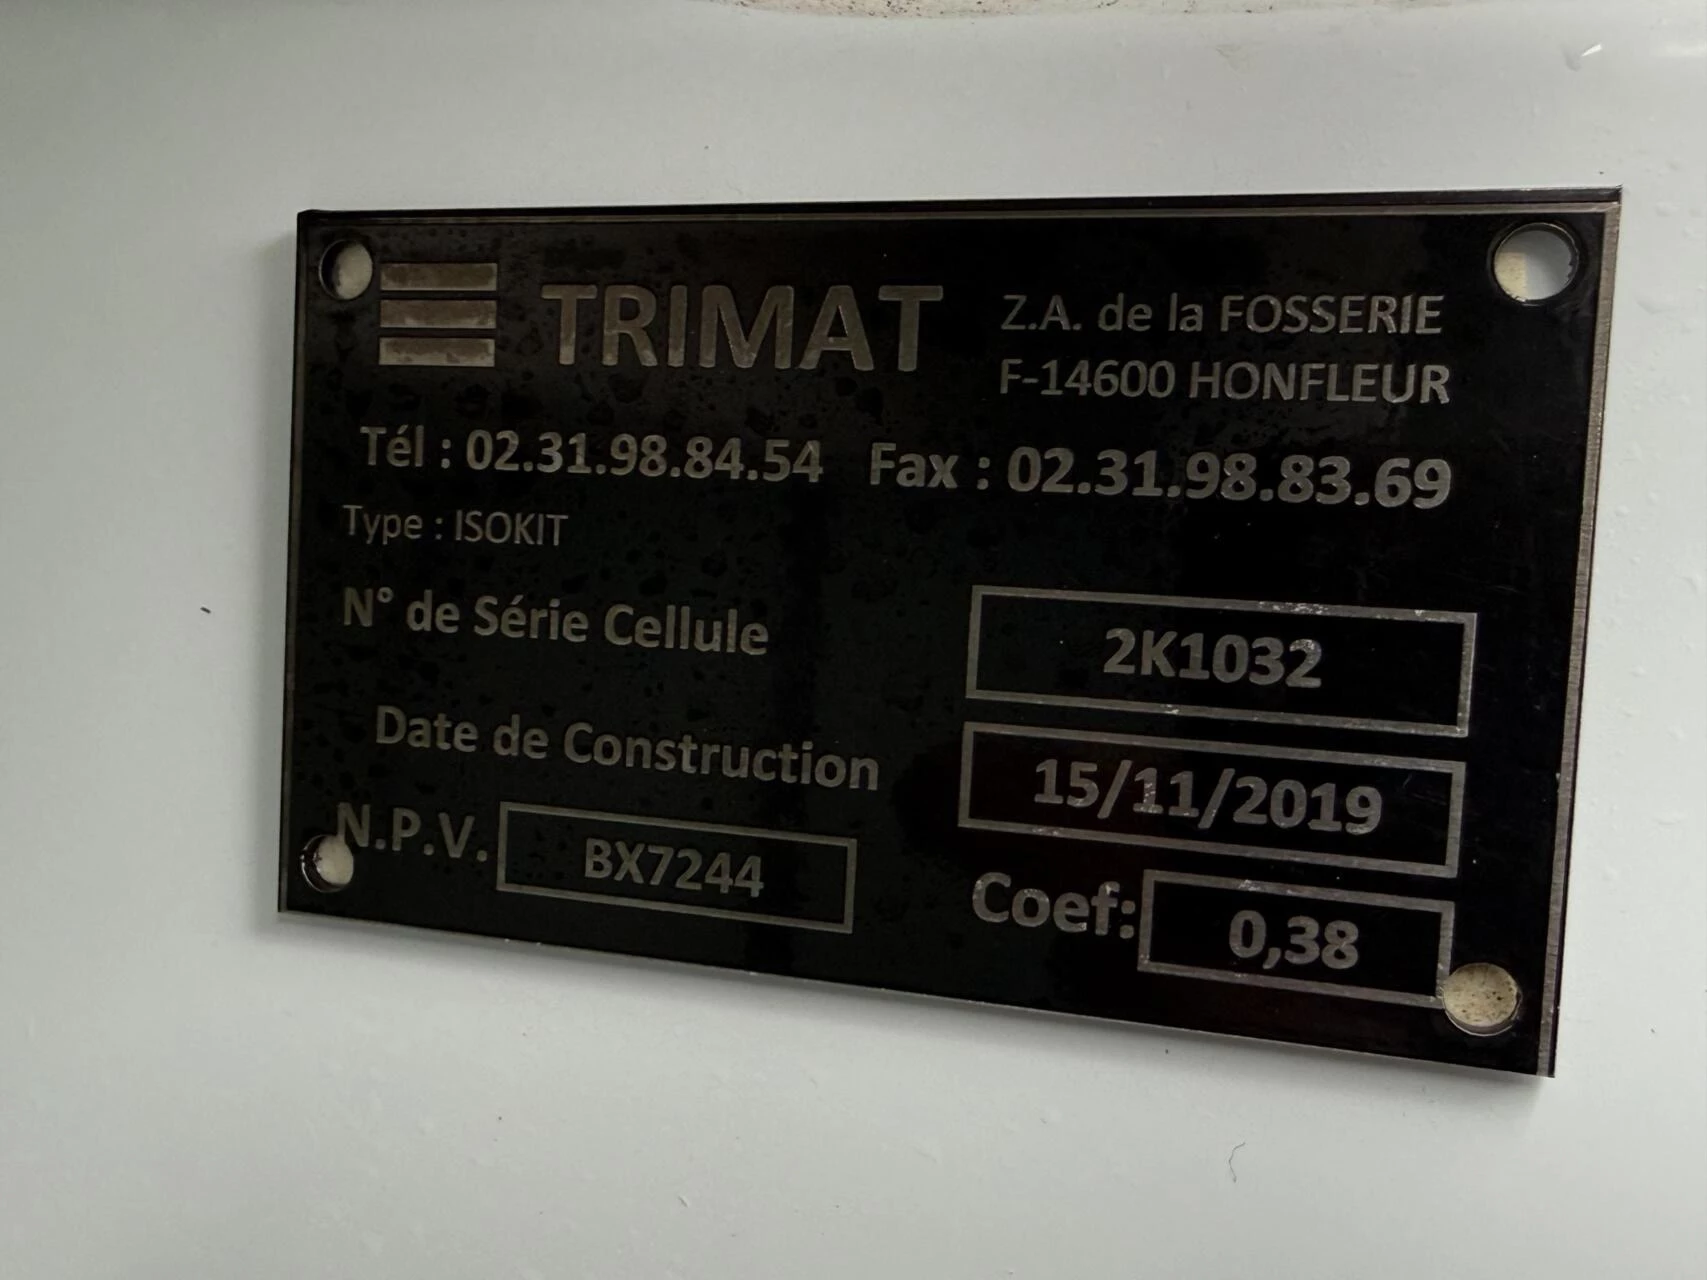 TRIMAT
Z.A. de la FOSSERIE
F-14600 HONFLEUR
Tél : 02.31.98.84.54 Fax : 02.31.98.83.69
Type : ISOKIT
N° de Série Cellule 2K1032
Date de Construction 15/11/2019
N.P.V. BX7244 Coef: 0,38